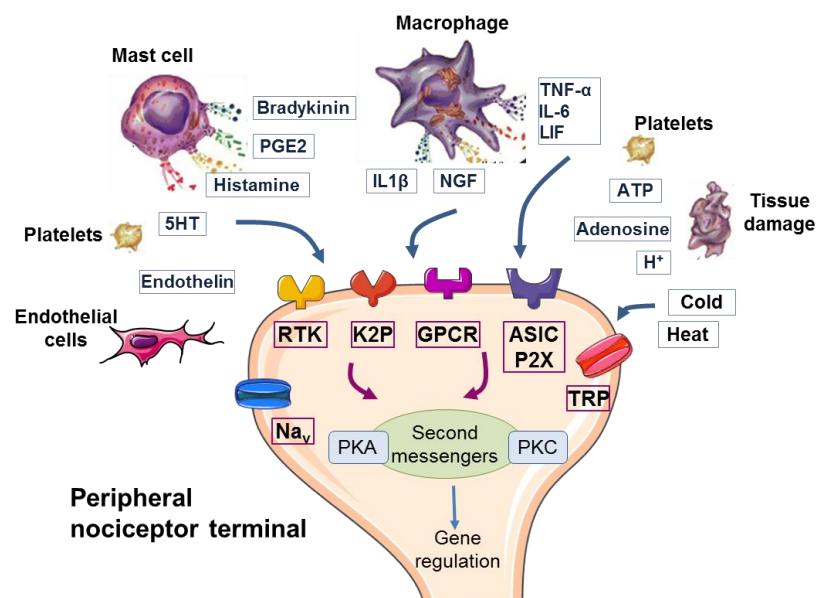 Macrophage
Mast cell
Bradykinin
PGE2
Histamine
5HT
Platelets
Endothelin
Endothelial
cells
IL1β
NGF
TNF-α
IL-6
LIF
Platelets
ATP
Adenosine
H⁺
Tissue
damage
Cold
Heat
RTK
K2P
GPCR
ASIC
P2X
TRP
Naᵥ
PKA
Second
messengers
PKC
Gene
regulation
Peripheral
nociceptor terminal